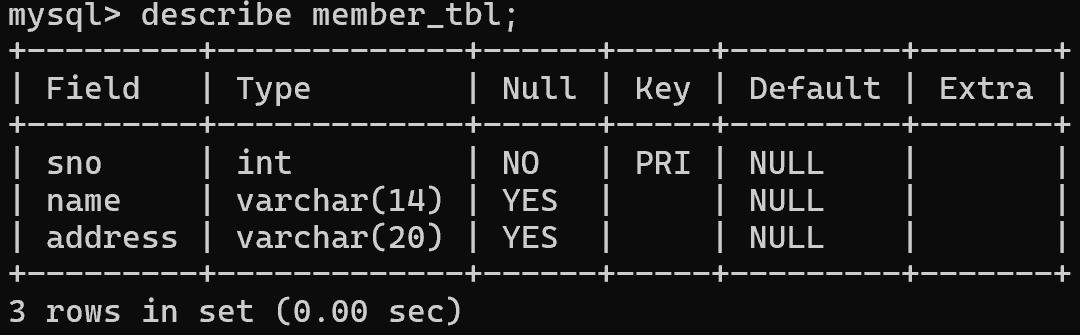 mysql> describe member_tbl;
+---------+-------------+------+-----+---------+-------+
| Field   | Type        | Null | Key | Default | Extra |
+---------+-------------+------+-----+---------+-------+
| sno     | int         | NO   | PRI | NULL    |       |
| name    | varchar(14) | YES  |     | NULL    |       |
| address | varchar(20) | YES  |     | NULL    |       |
+---------+-------------+------+-----+---------+-------+
3 rows in set (0.00 sec)